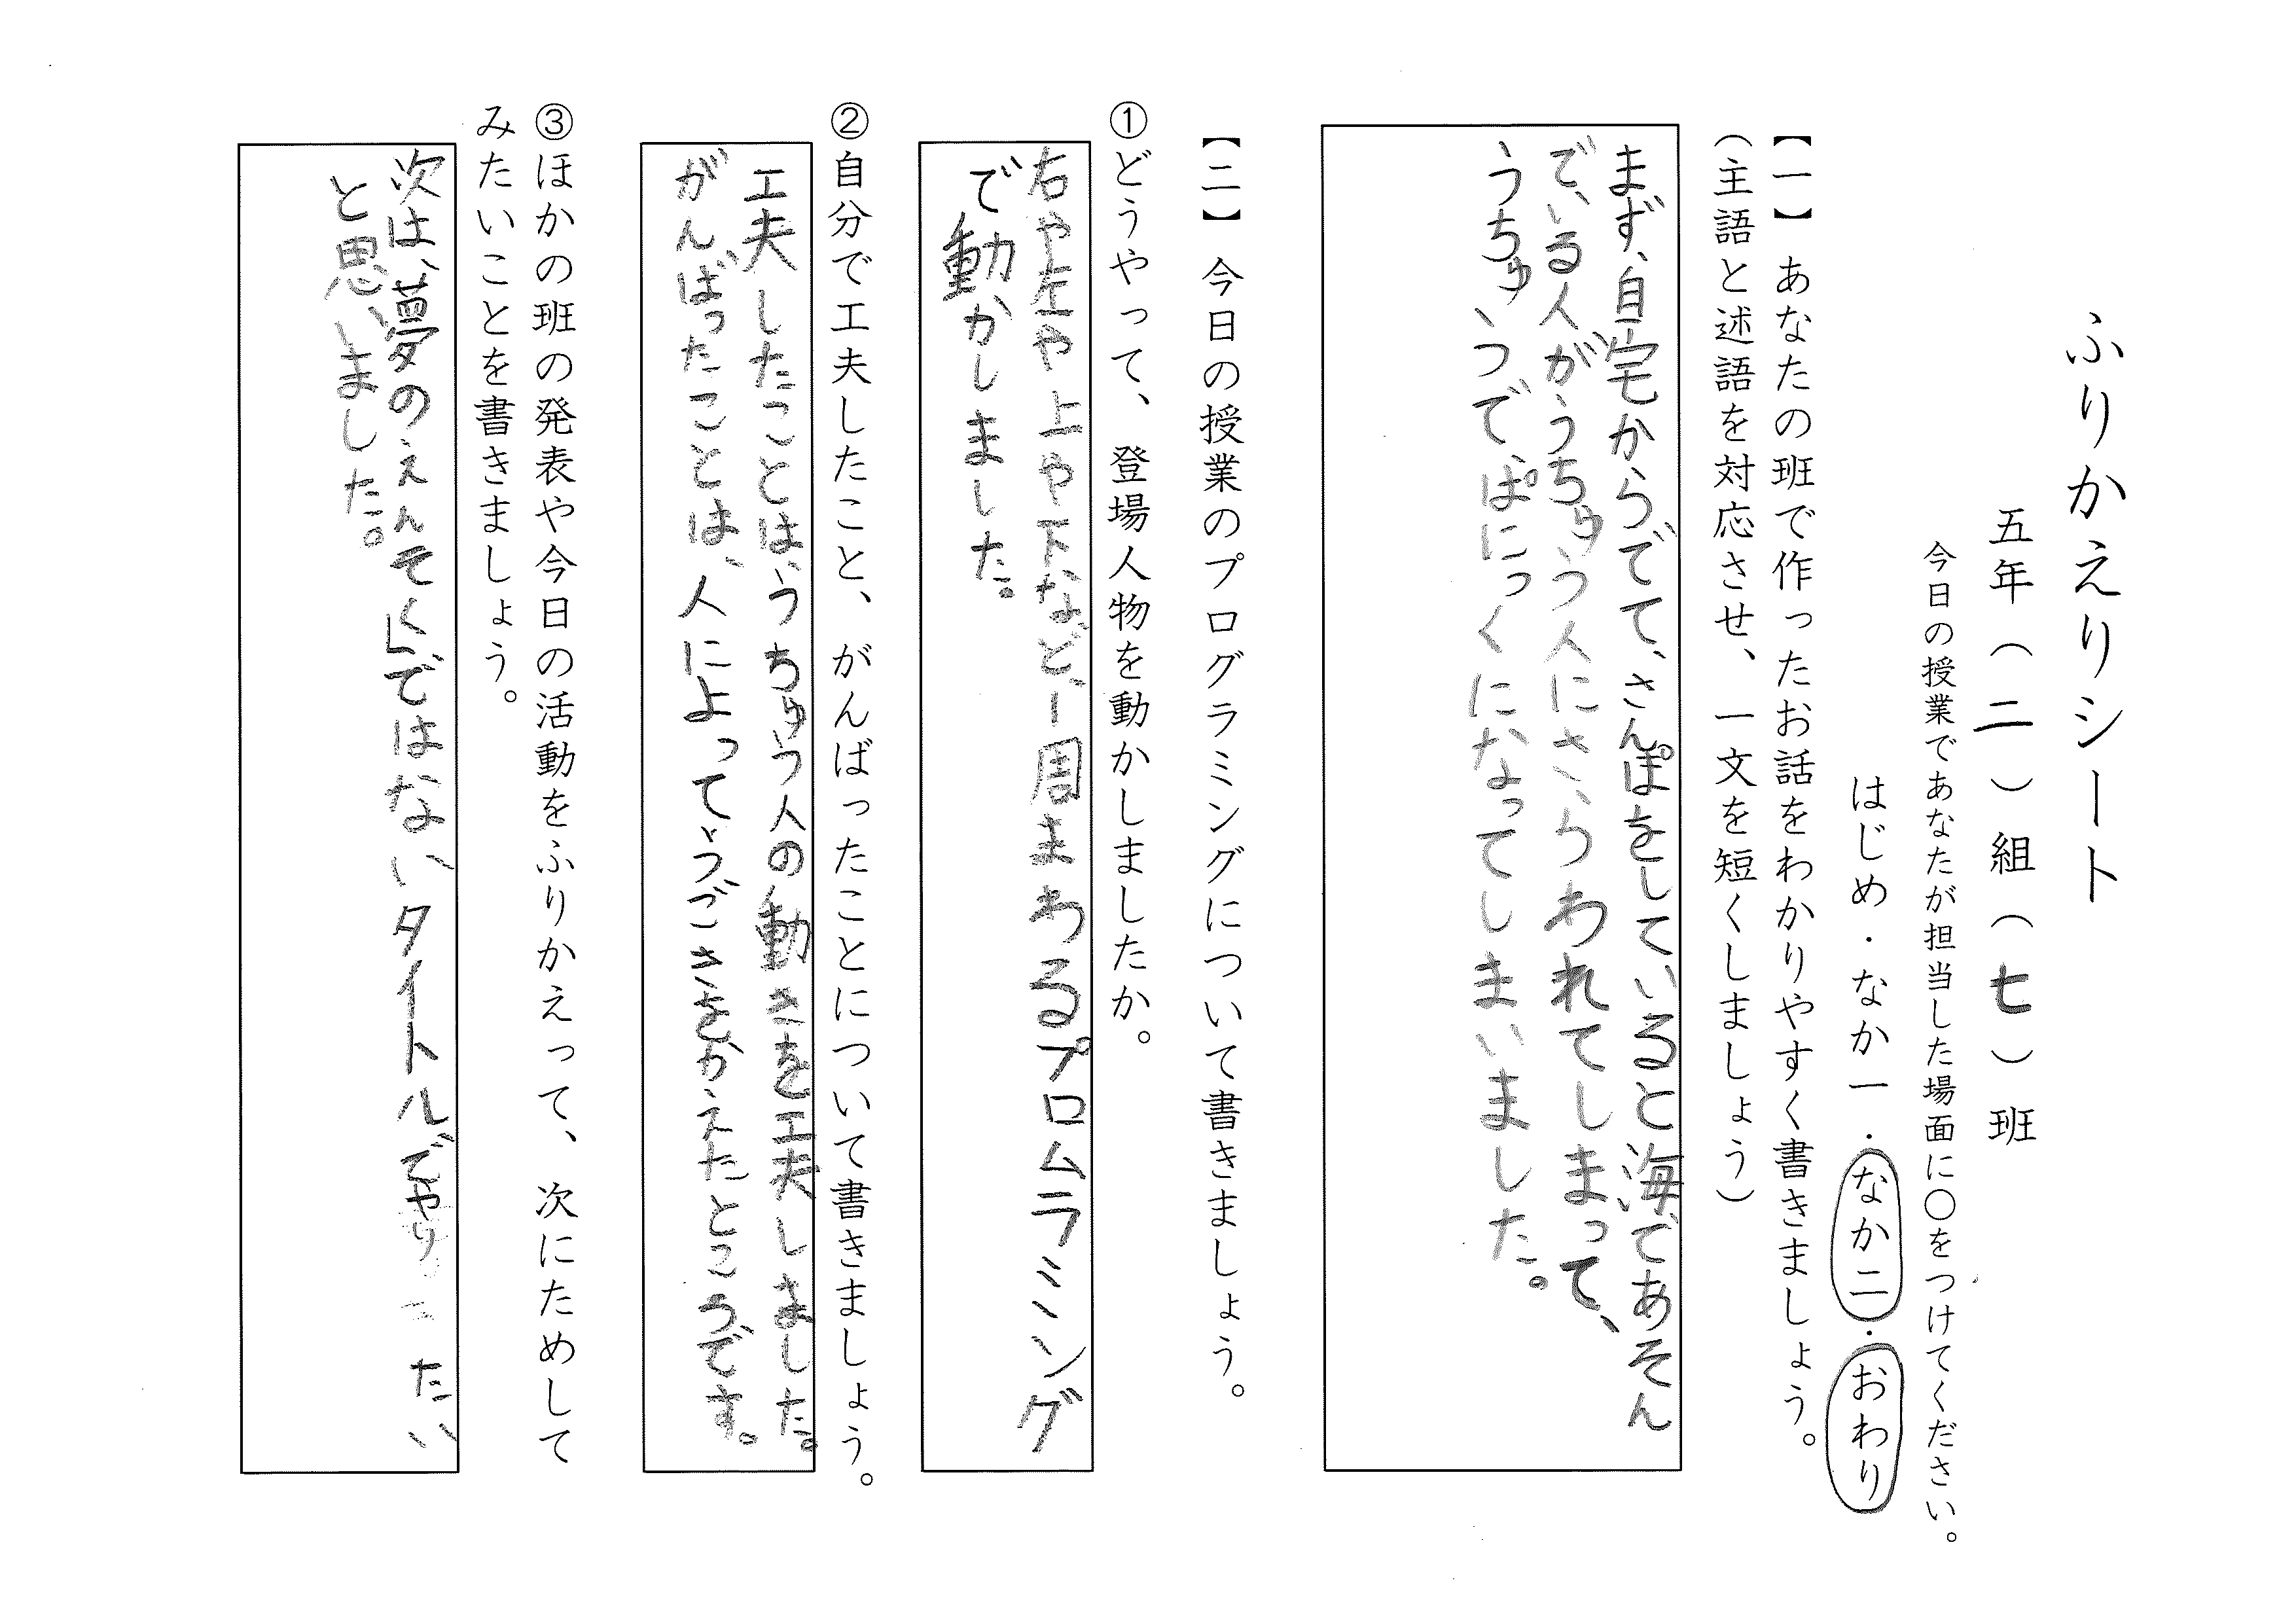 ふりかえりシート
五年（二）組（七）班
今日の授業であなたが担当した場面に○をつけてください。
はじめ・なか一・なか二・おわり
【一】あなたの班で作ったお話をわかりやすく書きましょう。
（主語と述語を対応させ、一文を短くしましょう）
まず、自宅からでて、さんぽをしていると海であそん
でいる人がうちゅう人にさらわれてしまって、
うちゅうでぱにっくになってしまいました。
【二】今日の授業のプログラミングについて書きましょう。
①どうやって、登場人物を動かしましたか。
右や左や上や下など、一周まわるプロムラミング
で動かしました。
②自分で工夫したこと、がんばったことについて書きましょう。
工夫したことは、うちゅう人の動きを工夫しました。
がんばったことは、人によって、うごきをかえたところです。
③ほかの班の発表や今日の活動をふりかえって、次にためして
みたいことを書きましょう。
次は、夢のえんそく」ではないタイトルでやりたい
と思いました。